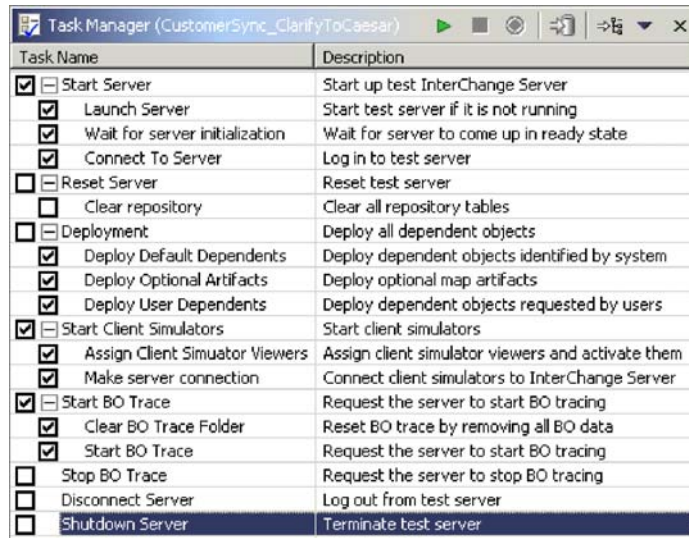 Task Manager (CustomerSync_ClarifyToCaesar)
Task Name Description
Start Server Start up test InterChange Server
Launch Server Start test server if it is not running
Wait for server initialization Wait for server to come up in ready state
Connect To Server Log in to test server
Reset Server Reset test server
Clear repository Clear all repository tables
Deployment Deploy all dependent objects
Deploy Default Dependents Deploy dependent objects identified by system
Deploy Optional Artifacts Deploy optional map artifacts
Deploy User Dependents Deploy dependent objects requested by users
Start Client Simulators Start client simulators
Assign Client Simuator Viewers Assign client simulator viewers and activate them
Make server connection Connect client simulators to InterChange Server
Start BO Trace Request the server to start BO tracing
Clear BO Trace Folder Reset BO trace by removing all BO data
Start BO Trace Request the server to start BO tracing
Stop BO Trace Request the server to stop BO tracing
Disconnect Server Log out from test server
Shutdown Server Terminate test server